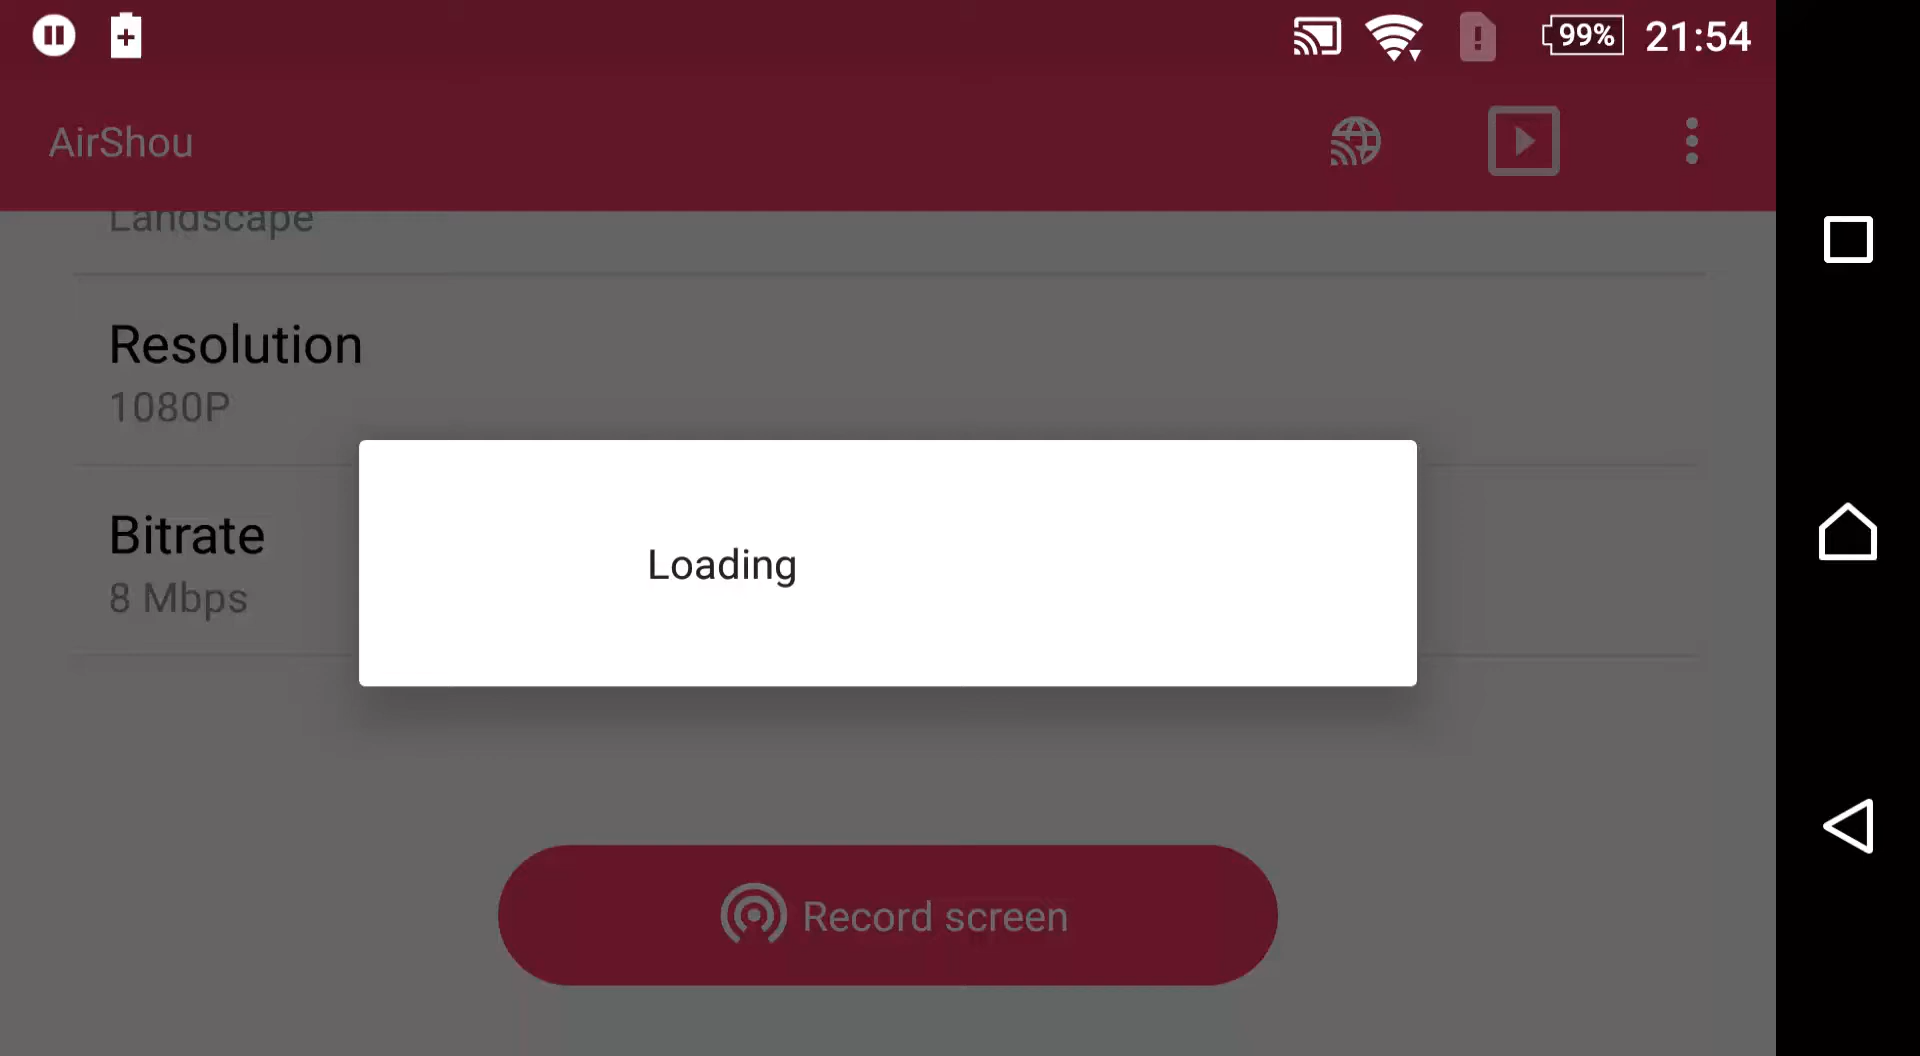 99% 21:54
AirShou
Landscape
Resolution
1080P
Bitrate
8 Mbps
Loading
Record screen